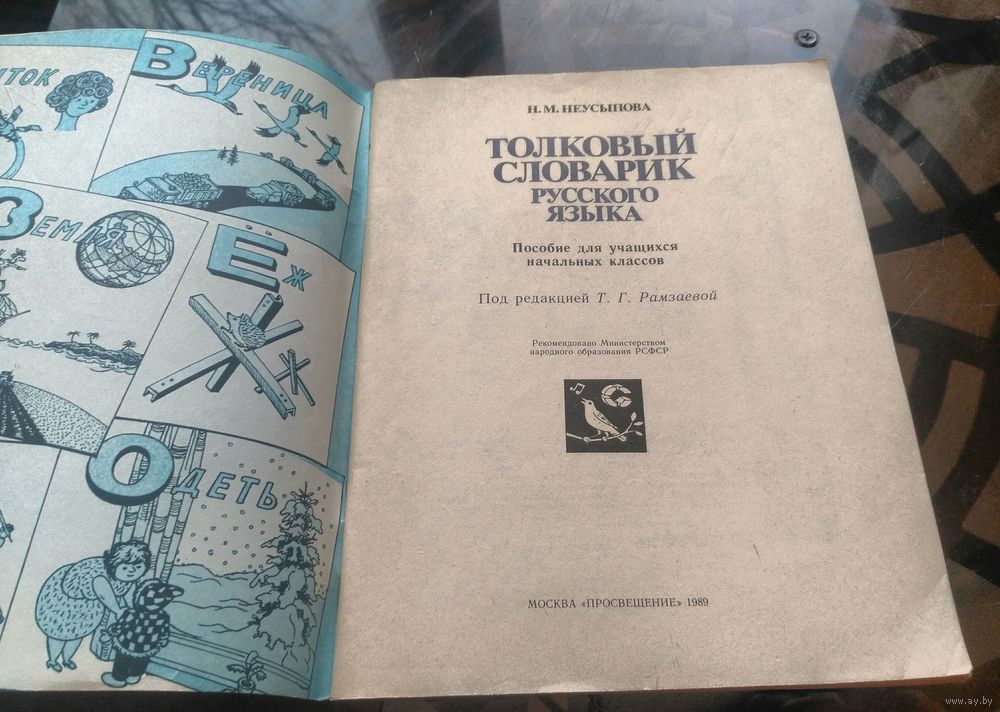 ВЕРЕНИЦА
ЗЕМЛЯ
ЁЖ
ОДЕТЬ
Н. М. НЕУСЫПОВА
ТОЛКОВЫЙ
СЛОВАРИК
РУССКОГО
ЯЗЫКА
Пособие для учащихся
начальных классов
Под редакцией Т. Г. Рамзаевой
Рекомендовано Министерством
народного образования РСФСР
МОСКВА «ПРОСВЕЩЕНИЕ» 1989
www.ay.by